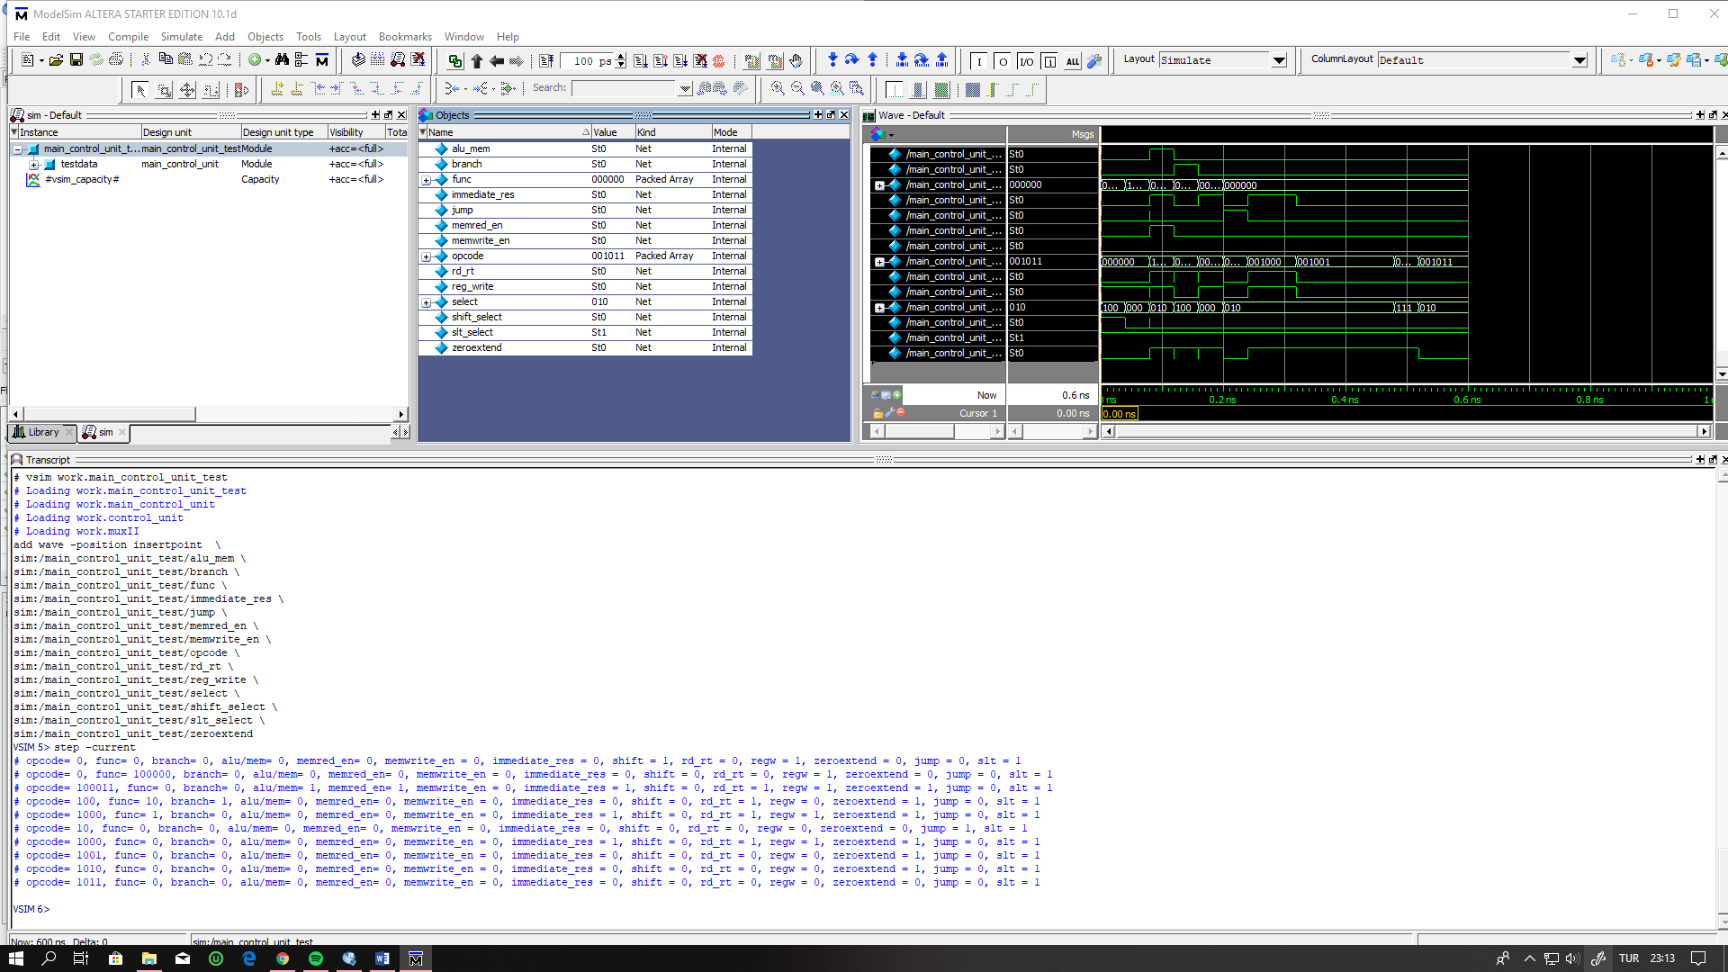 ModelSim ALTERA STARTER EDITION 10.1d
File Edit View Compile Simulate Add Objects Tools Layout Bookmarks Window Help
100 ps
Layout Simulate
ColumnLayout Default
Search:
sim - Default
Instance Design unit Design unit type Visibility Tota
main_control_unit_t... main_control_unit_test Module +acc=<full>
testdata main_control_unit Module +acc=<full>
#vsim_capacity# Capacity +acc=<full>
Library sim
Objects
Name Value Kind Mode
alu_mem St0 Net Internal
branch St0 Net Internal
func 000000 Packed Array Internal
immediate_res St0 Net Internal
jump St0 Net Internal
memred_en St0 Net Internal
memwrite_en St0 Net Internal
opcode 001011 Packed Array Internal
rd_rt St0 Net Internal
reg_write St0 Net Internal
select 010 Net Internal
shift_select St0 Net Internal
slt_select St1 Net Internal
zeroextend St0 Net Internal
Wave - Default
Msgs
/main_control_unit_... St0
/main_control_unit_... St0
/main_control_unit_... 000000 0... 1... 0... 0... 00... 000000
/main_control_unit_... St0
/main_control_unit_... St0
/main_control_unit_... St0
/main_control_unit_... St0
/main_control_unit_... 001011 000000 1... 0... 00... 0... 001000 001001 0... 001011
/main_control_unit_... St0
/main_control_unit_... St0
/main_control_unit_... 010 100 000 010 100 000 010 111 010
/main_control_unit_... St0
/main_control_unit_... St1
/main_control_unit_... St0
Now 0.6 ns ns 0.2 ns 0.4 ns 0.6 ns 0.8 ns 1
Cursor 1 0.00 ns 0.00 ns
Transcript
# vsim work.main_control_unit_test
# Loading work.main_control_unit_test
# Loading work.main_control_unit
# Loading work.control_unit
# Loading work.muxII
add wave -position insertpoint \
sim:/main_control_unit_test/alu_mem \
sim:/main_control_unit_test/branch \
sim:/main_control_unit_test/func \
sim:/main_control_unit_test/immediate_res \
sim:/main_control_unit_test/jump \
sim:/main_control_unit_test/memred_en \
sim:/main_control_unit_test/memwrite_en \
sim:/main_control_unit_test/opcode \
sim:/main_control_unit_test/rd_rt \
sim:/main_control_unit_test/reg_write \
sim:/main_control_unit_test/select \
sim:/main_control_unit_test/shift_select \
sim:/main_control_unit_test/slt_select \
sim:/main_control_unit_test/zeroextend
VSIM 5> step -current
# opcode= 0, func= 0, branch= 0, alu/mem= 0, memred_en= 0, memwrite_en = 0, immediate_res = 0, shift = 1, rd_rt = 0, regw = 1, zeroextend = 0, jump = 0, slt = 1
# opcode= 0, func= 100000, branch= 0, alu/mem= 0, memred_en= 0, memwrite_en = 0, immediate_res = 0, shift = 0, rd_rt = 0, regw = 1, zeroextend = 0, jump = 0, slt = 1
# opcode= 100011, func= 0, branch= 0, alu/mem= 1, memred_en= 1, memwrite_en = 0, immediate_res = 1, shift = 0, rd_rt = 1, regw = 1, zeroextend = 1, jump = 0, slt = 1
# opcode= 100, func= 10, branch= 1, alu/mem= 0, memred_en= 0, memwrite_en = 0, immediate_res = 0, shift = 0, rd_rt = 1, regw = 0, zeroextend = 1, jump = 0, slt = 1
# opcode= 1000, func= 1, branch= 0, alu/mem= 0, memred_en= 0, memwrite_en = 0, immediate_res = 1, shift = 0, rd_rt = 1, regw = 1, zeroextend = 1, jump = 0, slt = 1
# opcode= 10, func= 0, branch= 0, alu/mem= 0, memred_en= 0, memwrite_en = 0, immediate_res = 0, shift = 0, rd_rt = 0, regw = 0, zeroextend = 0, jump = 1, slt = 1
# opcode= 1000, func= 0, branch= 0, alu/mem= 0, memred_en= 0, memwrite_en = 0, immediate_res = 1, shift = 0, rd_rt = 1, regw = 1, zeroextend = 1, jump = 0, slt = 1
# opcode= 1001, func= 0, branch= 0, alu/mem= 0, memred_en= 0, memwrite_en = 0, immediate_res = 0, shift = 0, rd_rt = 0, regw = 0, zeroextend = 1, jump = 0, slt = 1
# opcode= 1010, func= 0, branch= 0, alu/mem= 0, memred_en= 0, memwrite_en = 0, immediate_res = 0, shift = 0, rd_rt = 0, regw = 0, zeroextend = 1, jump = 0, slt = 1
# opcode= 1011, func= 0, branch= 0, alu/mem= 0, memred_en= 0, memwrite_en = 0, immediate_res = 0, shift = 0, rd_rt = 0, regw = 0, zeroextend = 0, jump = 0, slt = 1
VSIM 6>
Now: 600 ps Delta: 0 sim:/main_control_unit_test
TUR 23:13